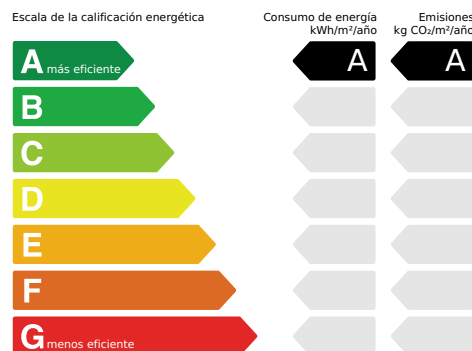 Escala de la calificación energética
Consumo de energía
kWh/m²/año
Emisiones
kg CO₂/m²/año
A más eficiente
A
A
B
C
D
E
F
G menos eficiente